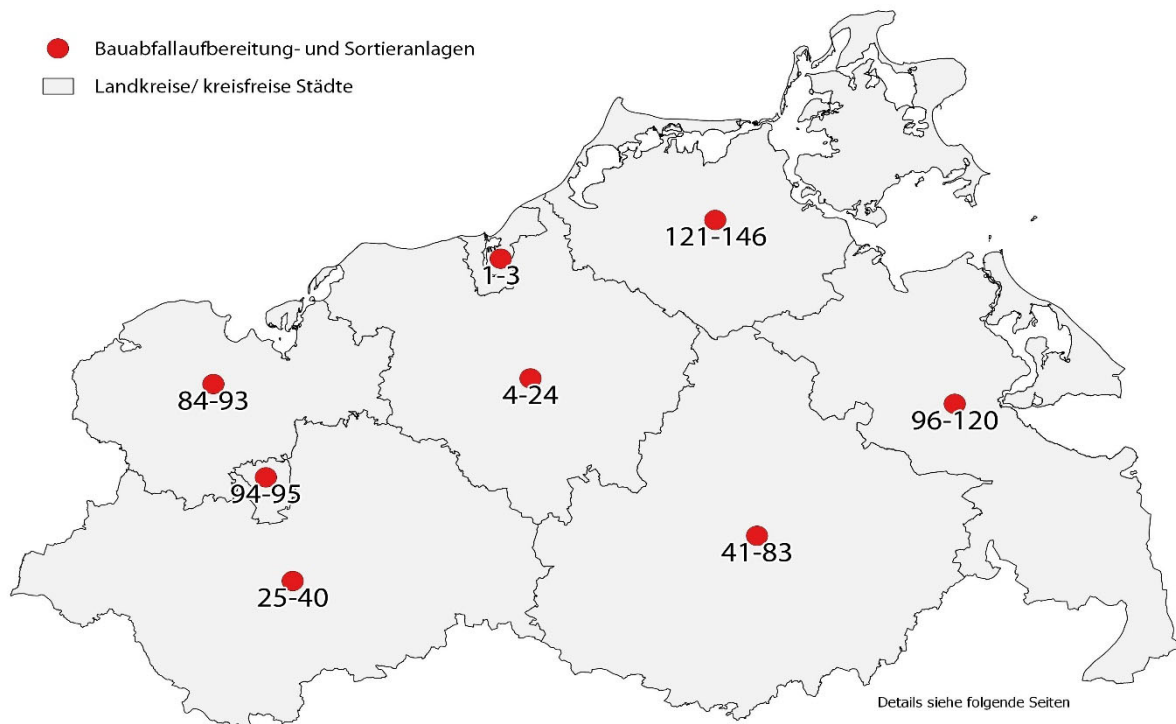 Bauabfallaufbereitung- und Sortieranlagen
Landkreise/ kreisfreise Städte
121-146
1-3
84-93
4-24
96-120
94-95
41-83
25-40
Details siehe folgende Seiten